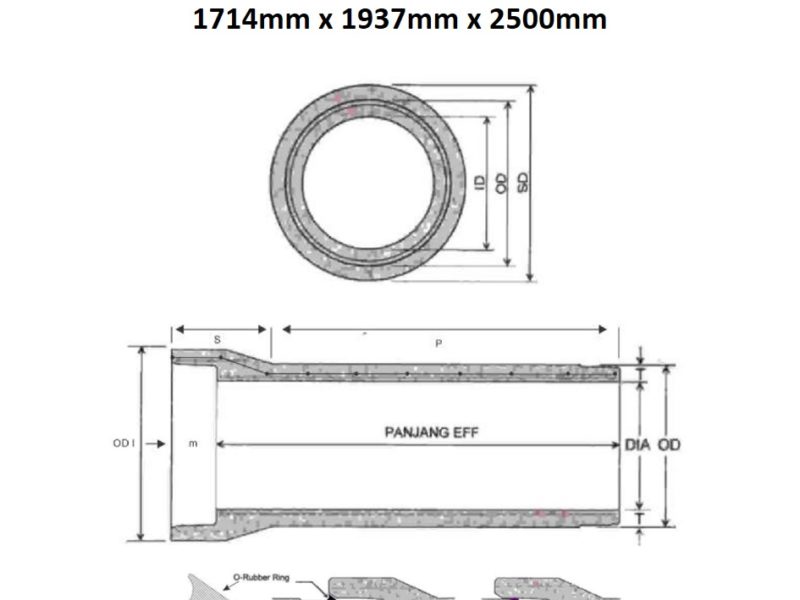 1714mm x 1937mm x 2500mm
ID
OD
SD
S
P
OD I
m
PANJANG EFF
DIA
OD
T
T
O-Rubber Ring